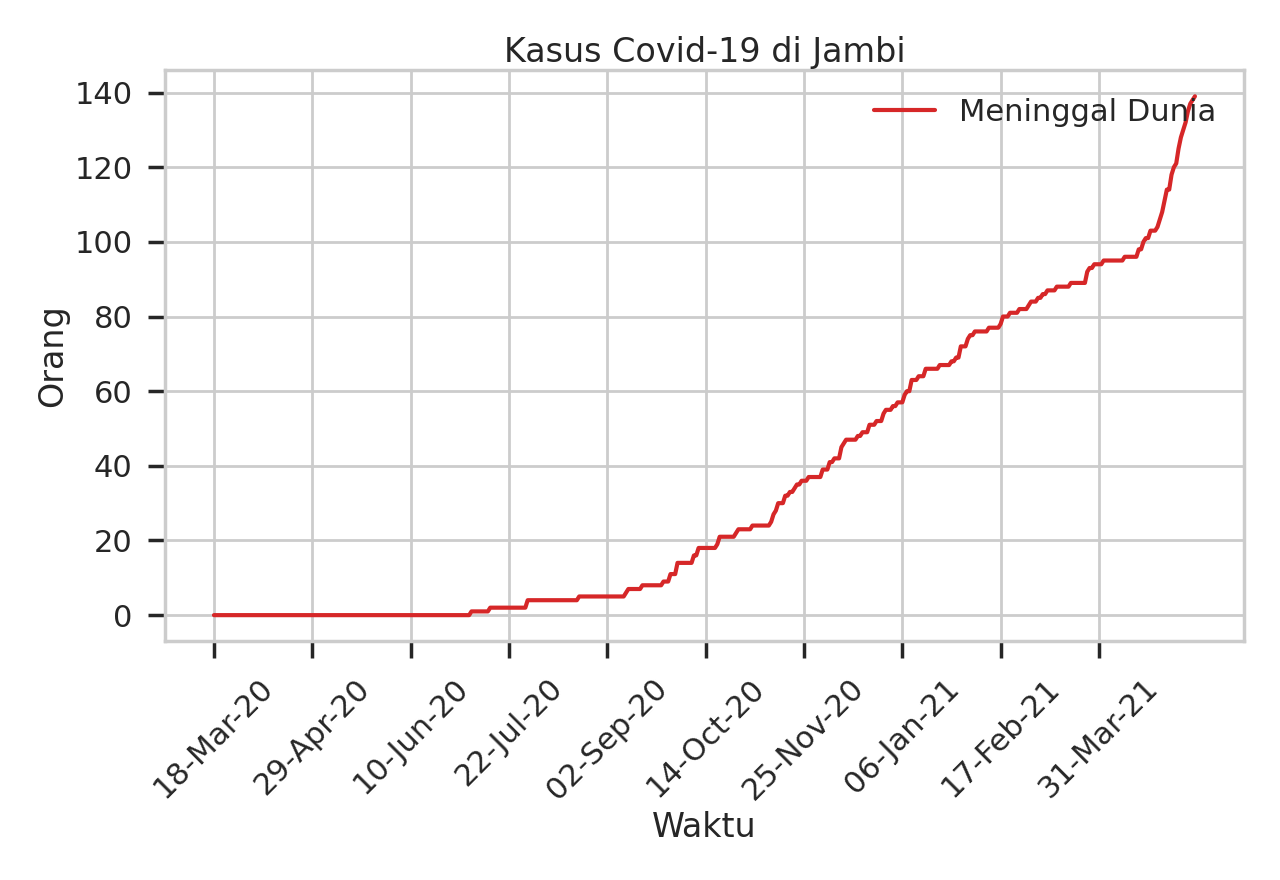 Kasus Covid-19 di Jambi
Meninggal Dunia
Orang
140
120
100
80
60
40
20
0
18-Mar-20
29-Apr-20
10-Jun-20
22-Jul-20
02-Sep-20
14-Oct-20
25-Nov-20
06-Jan-21
17-Feb-21
31-Mar-21
Waktu